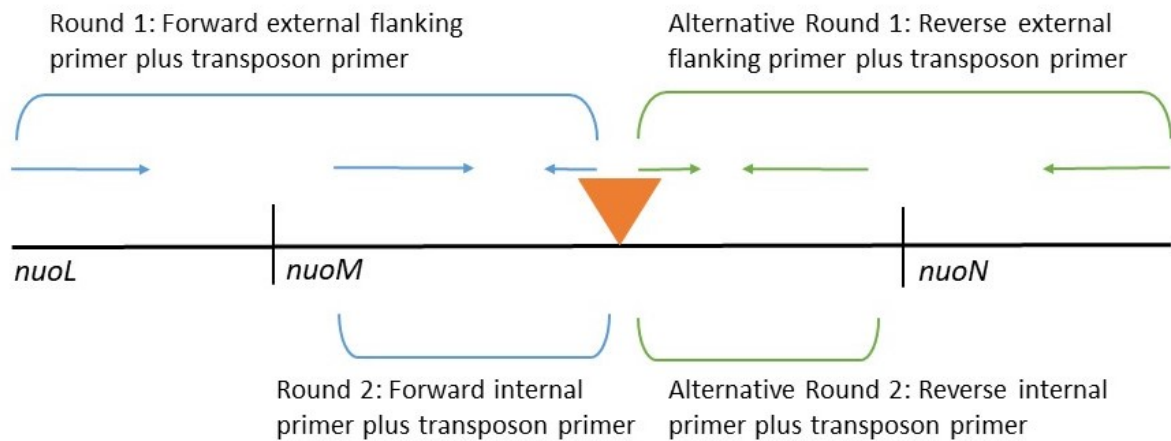 Round 1: Forward external flanking
primer plus transposon primer
Alternative Round 1: Reverse external
flanking primer plus transposon primer
nuoL
nuoM
nuoN
Round 2: Forward internal
primer plus transposon primer
Alternative Round 2: Reverse internal
primer plus transposon primer